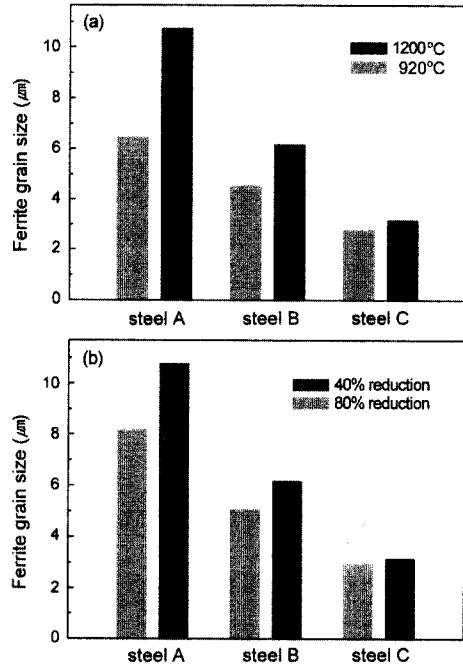 (a)
1200°C
920°C
Ferrite grain size (㎛)
10
8
6
4
2
0
steel A steel B steel C
(b)
40% reduction
80% reduction
Ferrite grain size (㎛)
10
8
6
4
2
0
steel A steel B steel C